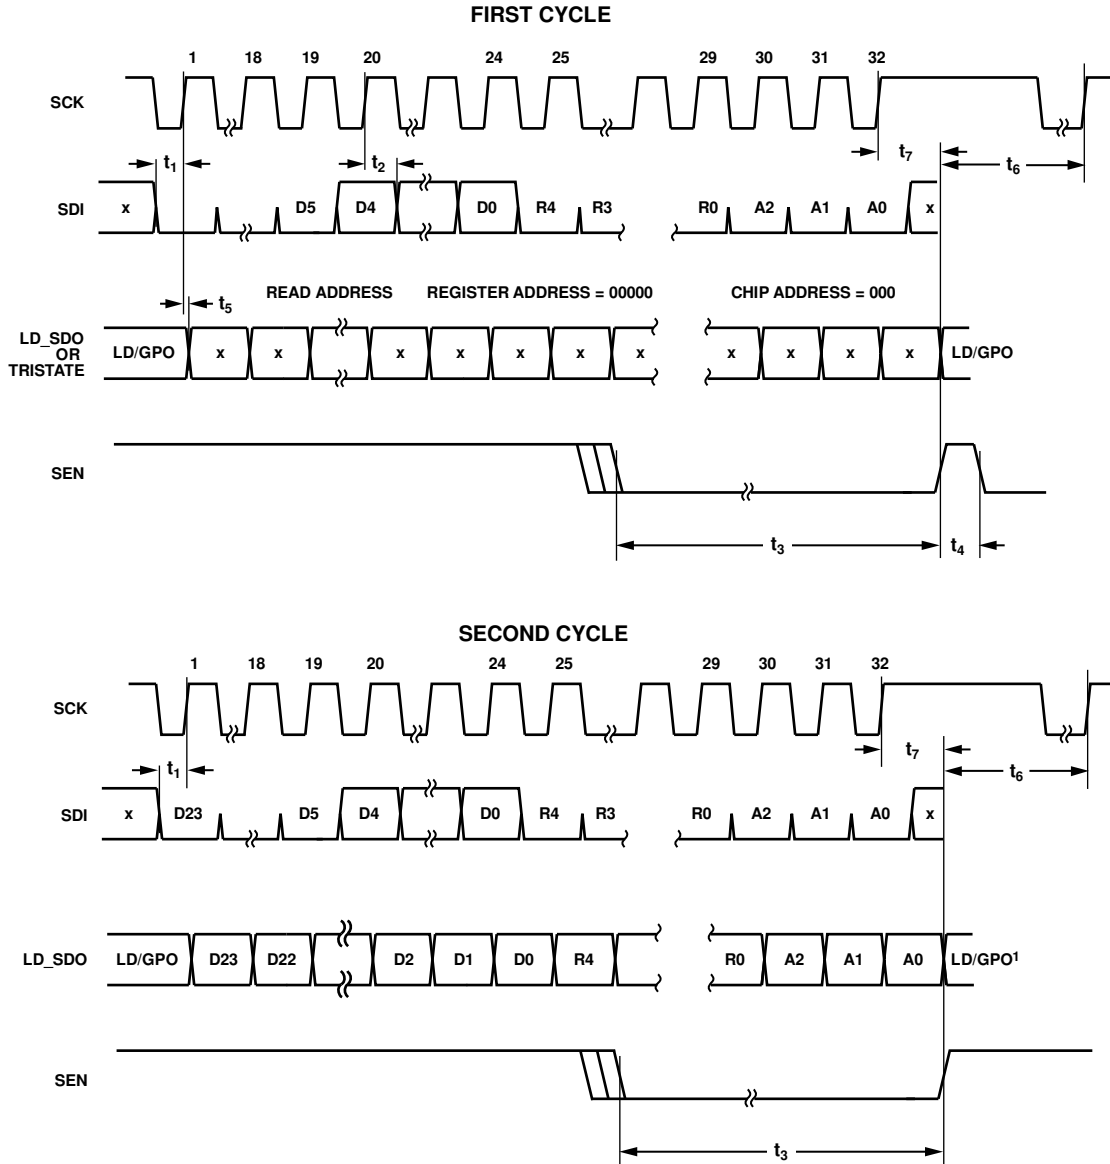 FIRST CYCLE
1 18 19 20 24 25 29 30 31 32
SCK
t7
t6
t1
t2
SDI
x D5 D4 D0 R4 R3 R0 A2 A1 A0 x
t5
READ ADDRESS REGISTER ADDRESS = 00000 CHIP ADDRESS = 000
LD_SDO
OR
TRISTATE
LD/GPO x x x x x x x x x x x LD/GPO
SEN
t3
t4
SECOND CYCLE
1 18 19 20 24 25 29 30 31 32
SCK
t7
t1
t6
SDI
x D23 D5 D4 D0 R4 R3 R0 A2 A1 A0 x
LD_SDO
LD/GPO D23 D22 D2 D1 D0 R4 R0 A2 A1 A0 LD/GPO1
SEN
t3